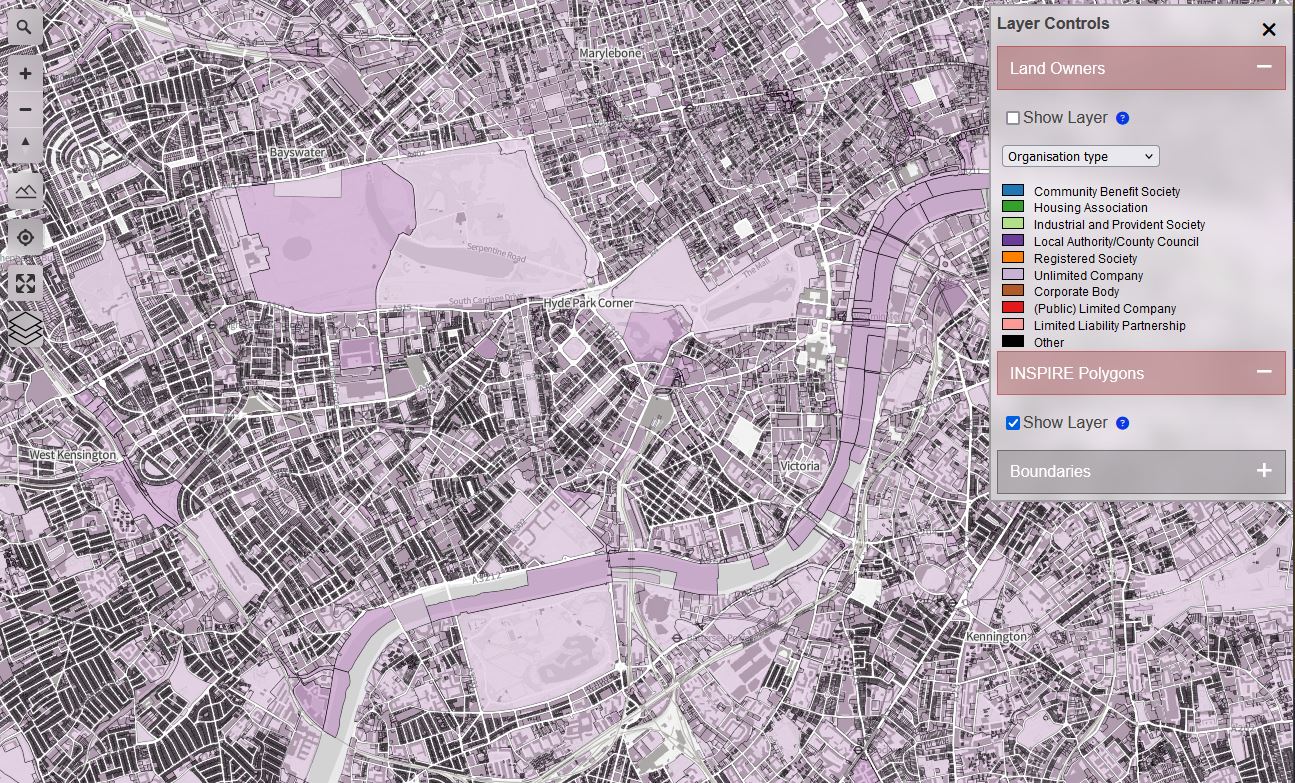 Layer Controls
Land Owners
Show Layer
?
Organisation type
Community Benefit Society
Housing Association
Industrial and Provident Society
Local Authority/County Council
Registered Society
Unlimited Company
Corporate Body
(Public) Limited Company
Limited Liability Partnership
Other
INSPIRE Polygons
Show Layer
?
Boundaries
Marylebone
Bayswater
Serpentine Road
The Mall
South Carriage Drive
Hyde Park Corner
A315
West Kensington
Victoria
A3212
Kennington